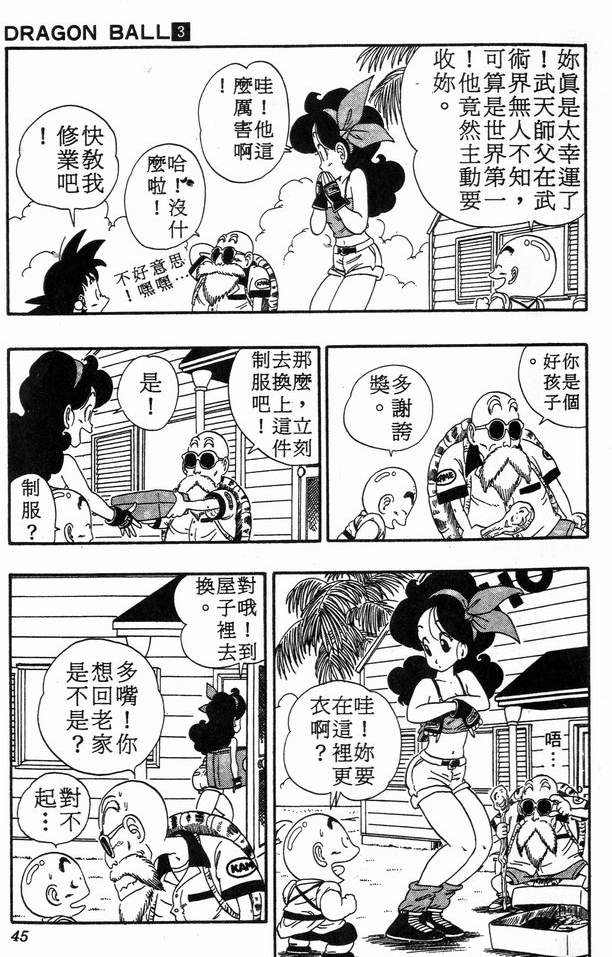 DRAGON BALL 3
妳眞是太幸運了
!武天師父在武
術界無人不知,
可算是世界第一
!他竟然主動要
收妳。
哇!他這
麼厲害啊
!
哈!沒什
麼啦!
不好意思
!嘿嘿…
快敎我
修業吧
!
你是個
好孩子
。
多謝誇
獎。
KAME
那麼,立刻
去換上這件
制服吧!
是!
制服?
HO
哇!妳要
在這裡更
衣啊?
唔…
對哦!到
屋子裡去
換。
多嘴!你
想回老家
是不是?
對不
起…
KAME
45